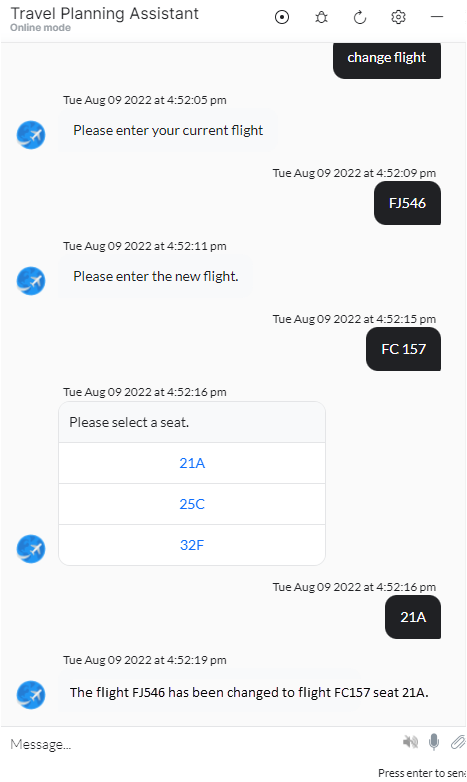 Travel Planning Assistant
Online mode
change flight
Tue Aug 09 2022 at 4:52:05 pm
Please enter your current flight
Tue Aug 09 2022 at 4:52:09 pm
FJ546
Tue Aug 09 2022 at 4:52:11 pm
Please enter the new flight.
Tue Aug 09 2022 at 4:52:15 pm
FC 157
Tue Aug 09 2022 at 4:52:16 pm
Please select a seat.
21A
25C
32F
Tue Aug 09 2022 at 4:52:16 pm
21A
Tue Aug 09 2022 at 4:52:19 pm
The flight FJ546 has been changed to flight FC157 seat 21A.
Message...
Press enter to sen